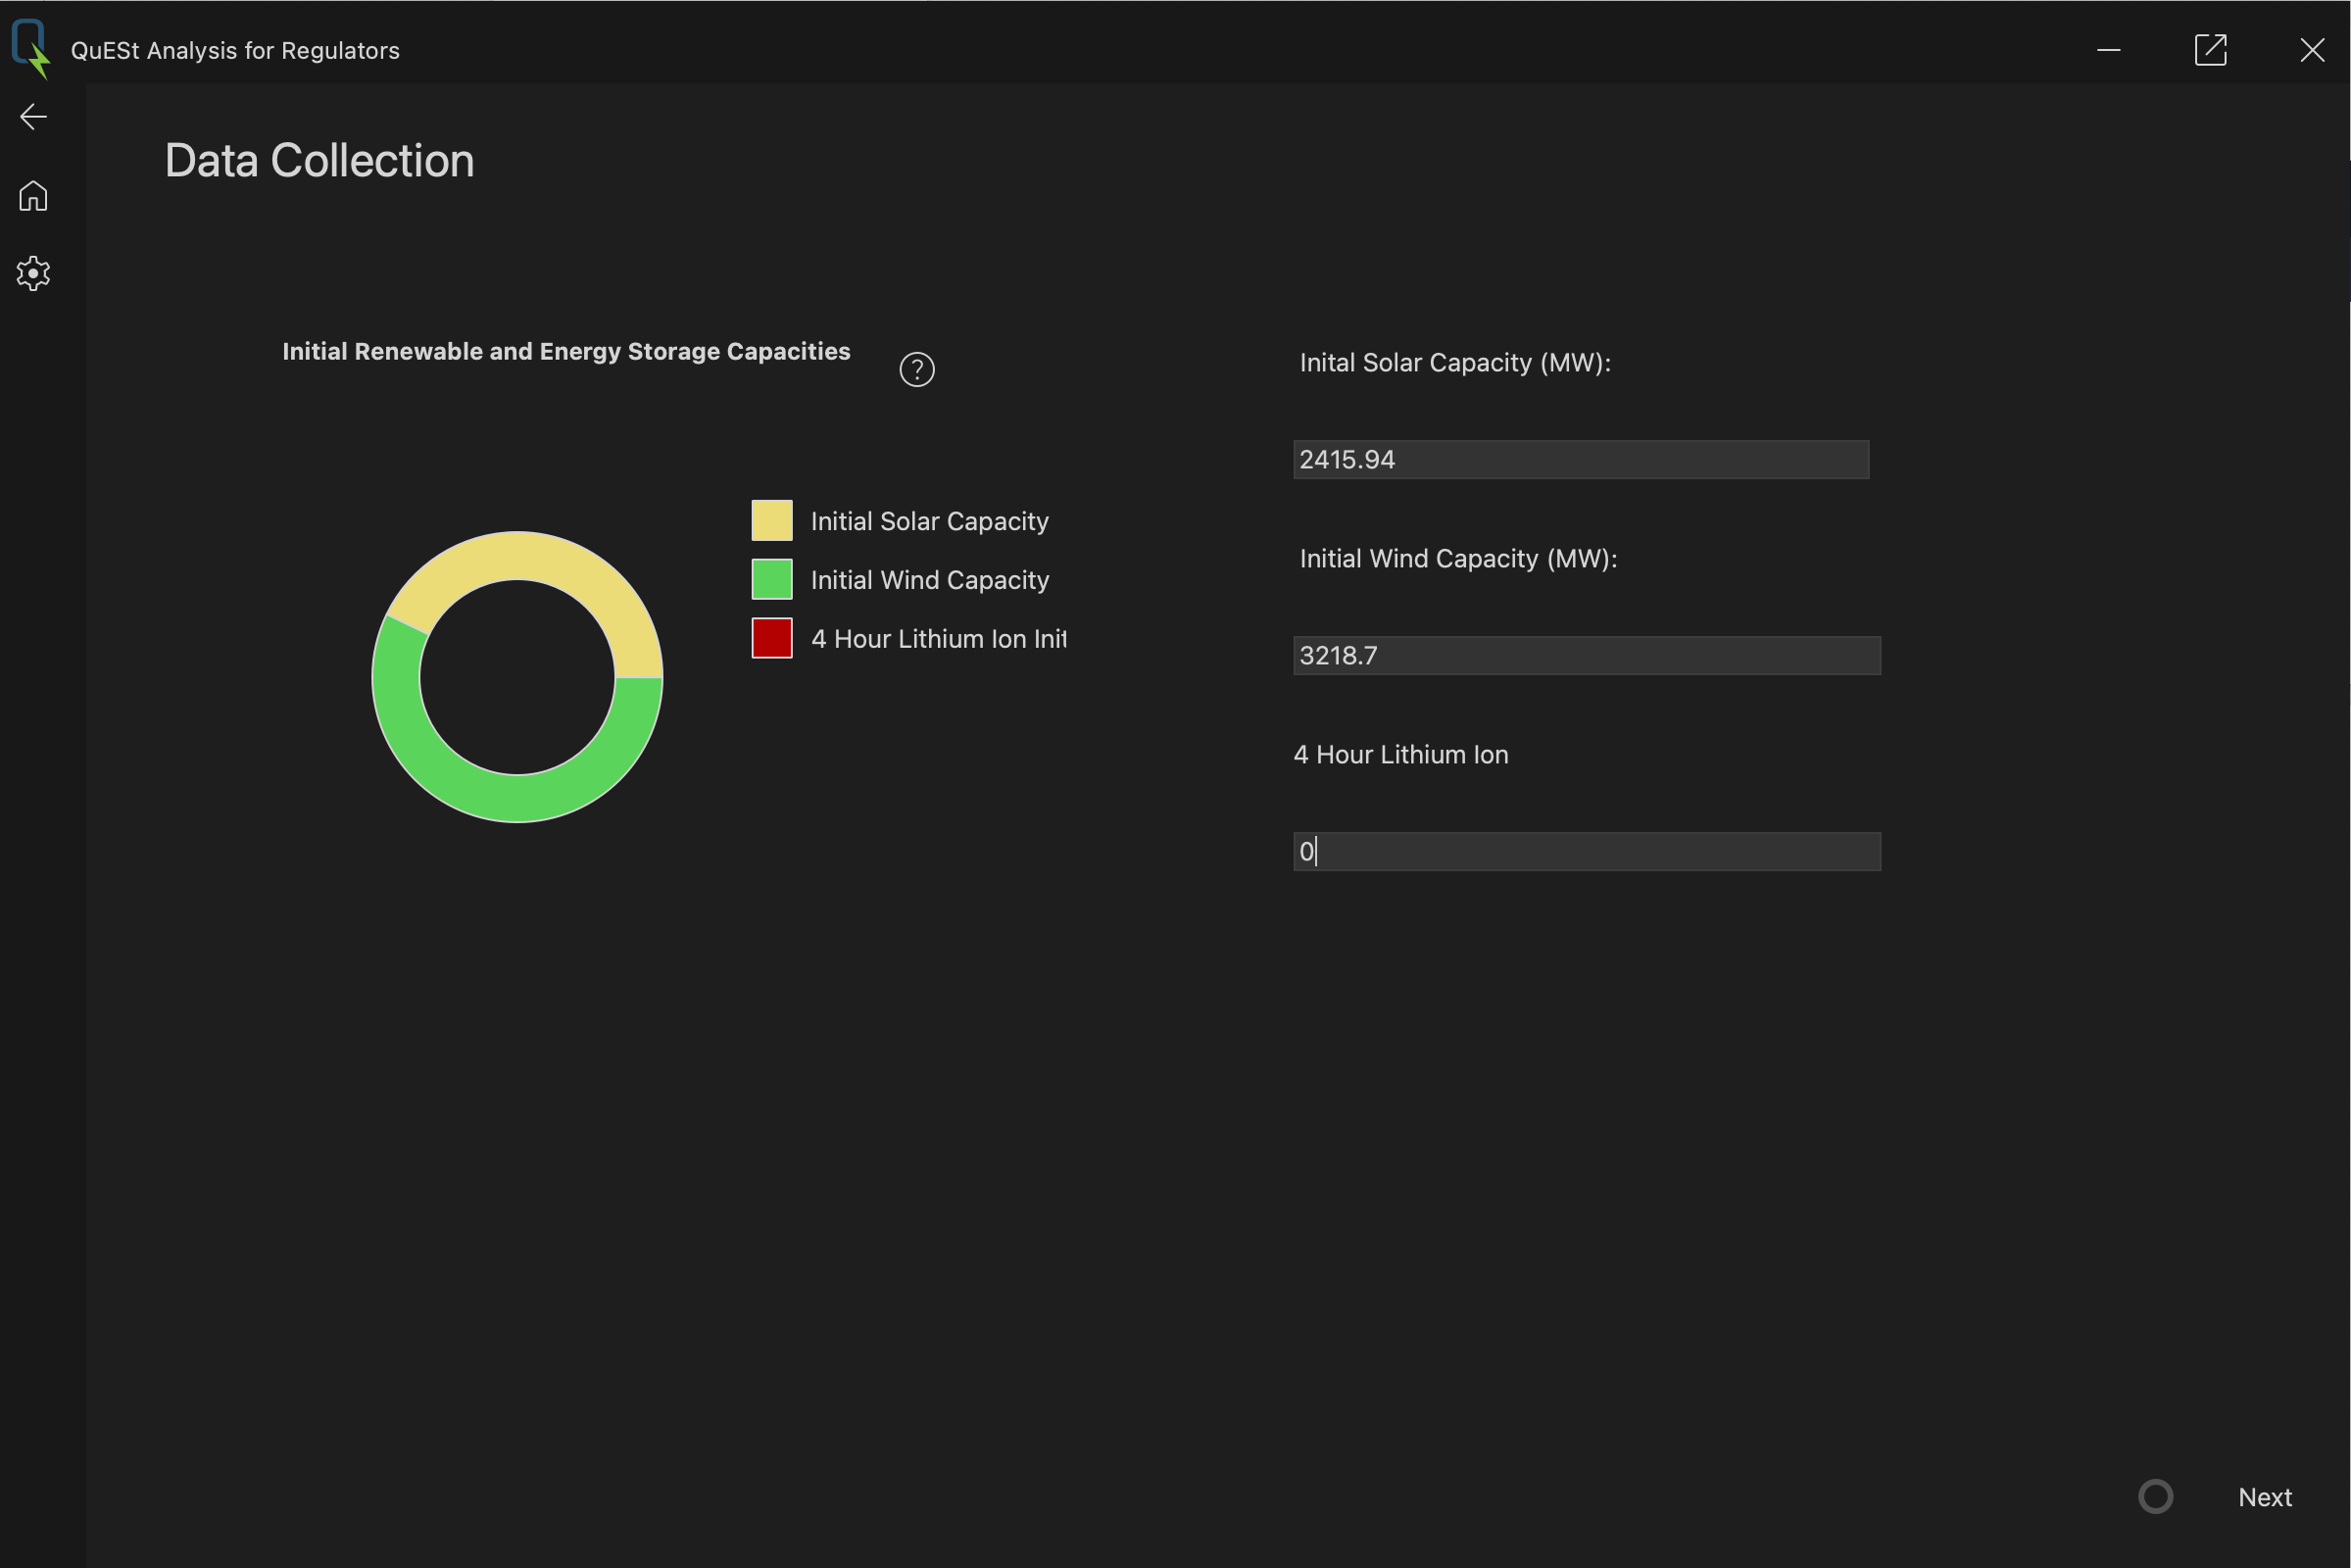 QuESt Analysis for Regulators
Data Collection
Initial Renewable and Energy Storage Capacities
?
Initial Solar Capacity
Initial Wind Capacity
4 Hour Lithium Ion Init
Inital Solar Capacity (MW):
2415.94
Initial Wind Capacity (MW):
3218.7
4 Hour Lithium Ion
0
Next